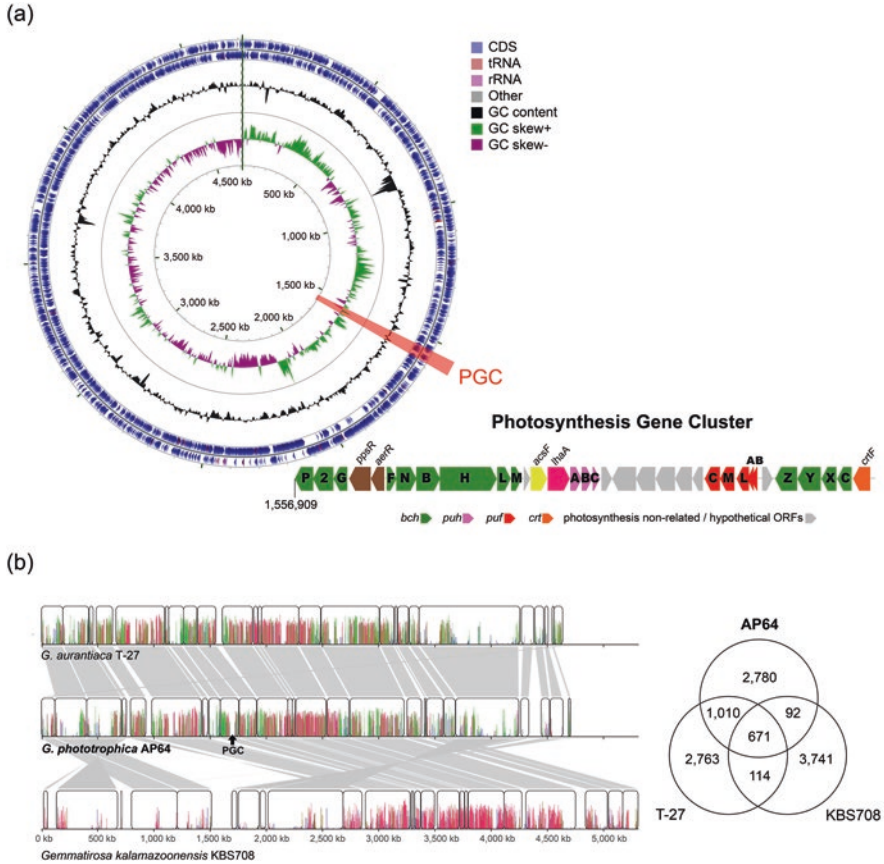 (a)
CDS
tRNA
rRNA
Other
GC content
GC skew+
GC skew-
4,500 kb
500 kb
4,000 kb
1,000 kb
3,500 kb
1,500 kb
3,000 kb
2,000 kb
2,500 kb
PGC
Photosynthesis Gene Cluster
ppsR aerR acsF lhaA AB crtF
P 2 G F N B H L M A B C C M L Z Y X C
1,556,909
bch puh puf crt photosynthesis non-related / hypothetical ORFs
(b)
G. aurantiaca T-27
G. phototrophica AP64
PGC
0 kb 500 kb 1,000 kb 1,500 kb 2,000 kb 2,500 kb 3,000 kb 3,500 kb 4,000 kb 4,500 kb 5,000 kb
Gemmatirosa kalamazoonensis KBS708
AP64
2,780
1,010 92
671
2,763 3,741
114
T-27
KBS708